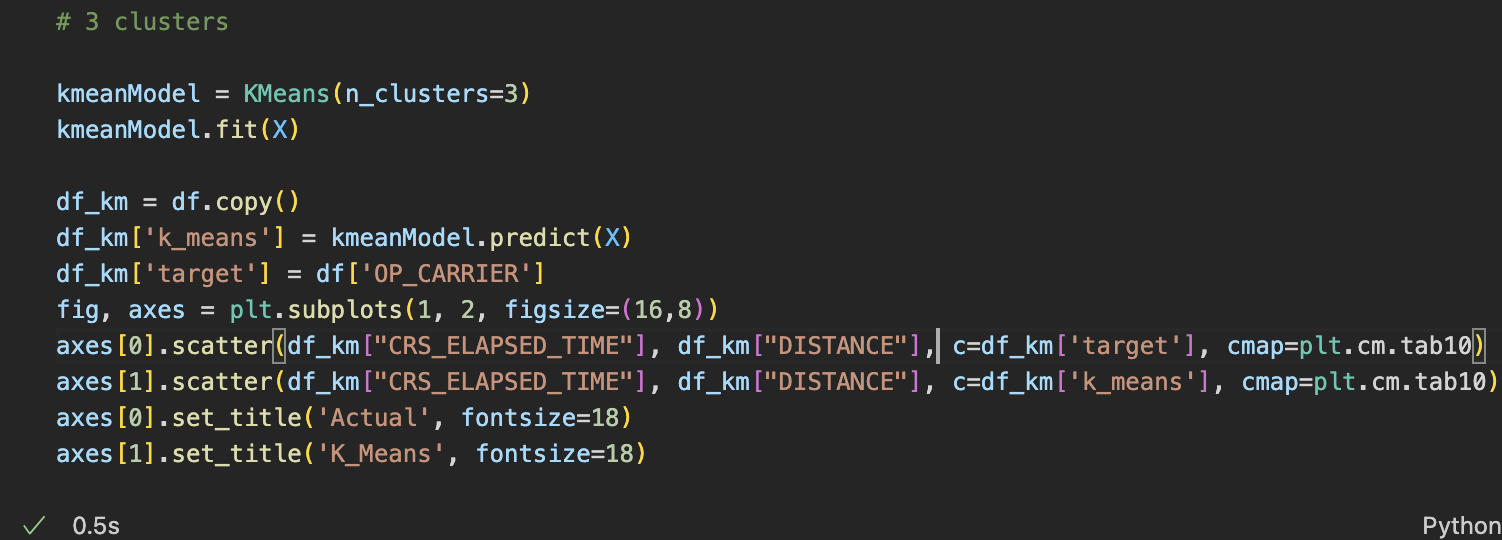 # 3 clusters
kmeanModel = KMeans(n_clusters=3)
kmeanModel.fit(X)
df_km = df.copy()
df_km['k_means'] = kmeanModel.predict(X)
df_km['target'] = df['OP_CARRIER']
fig, axes = plt.subplots(1, 2, figsize=(16,8))
axes[0].scatter(df_km["CRS_ELAPSED_TIME"], df_km["DISTANCE"], c=df_km['target'], cmap=plt.cm.tab10)
axes[1].scatter(df_km["CRS_ELAPSED_TIME"], df_km["DISTANCE"], c=df_km['k_means'], cmap=plt.cm.tab10)
axes[0].set_title('Actual', fontsize=18)
axes[1].set_title('K_Means', fontsize=18)
0.5s
Python